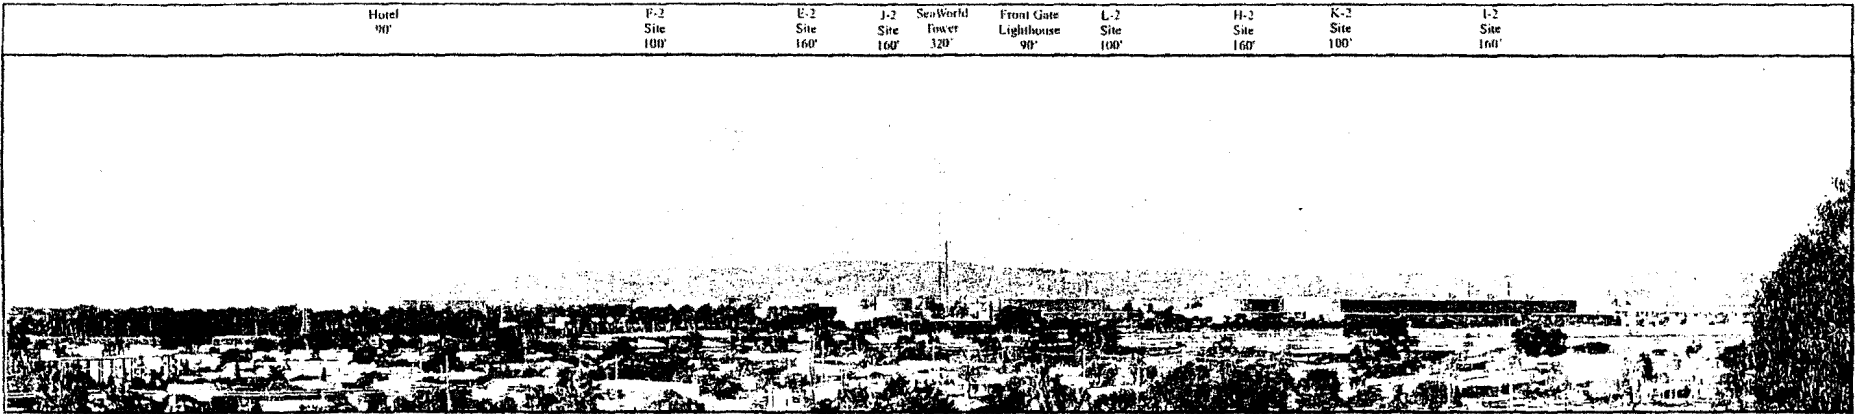 Hotel
90'
F-2
Site
100'
E-2
Site
160'
J-2
Site
160'
SeaWorld
Tower
320'
Front Gate
Lighthouse
90'
L-2
Site
100'
H-2
Site
160'
K-2
Site
100'
I-2
Site
160'